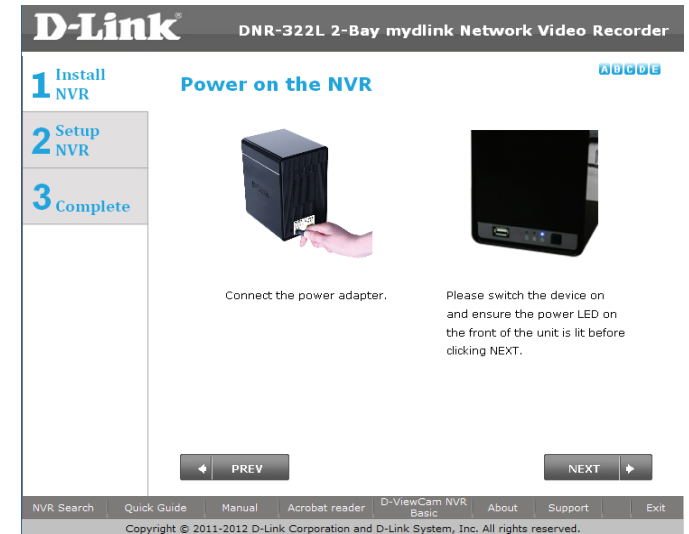 D-Link®
DNR-322L 2-Bay mydlink Network Video Recorder
1 Install
NVR
2 Setup
NVR
3 Complete
Power on the NVR
A B C D E
Connect the power adapter.
Please switch the device on
and ensure the power LED on
the front of the unit is lit before
clicking NEXT.
PREV
NEXT
NVR Search
Quick Guide
Manual
Acrobat reader
D-ViewCam NVR
Basic
About
Support
Exit
Copyright © 2011-2012 D-Link Corporation and D-Link System, Inc. All rights reserved.